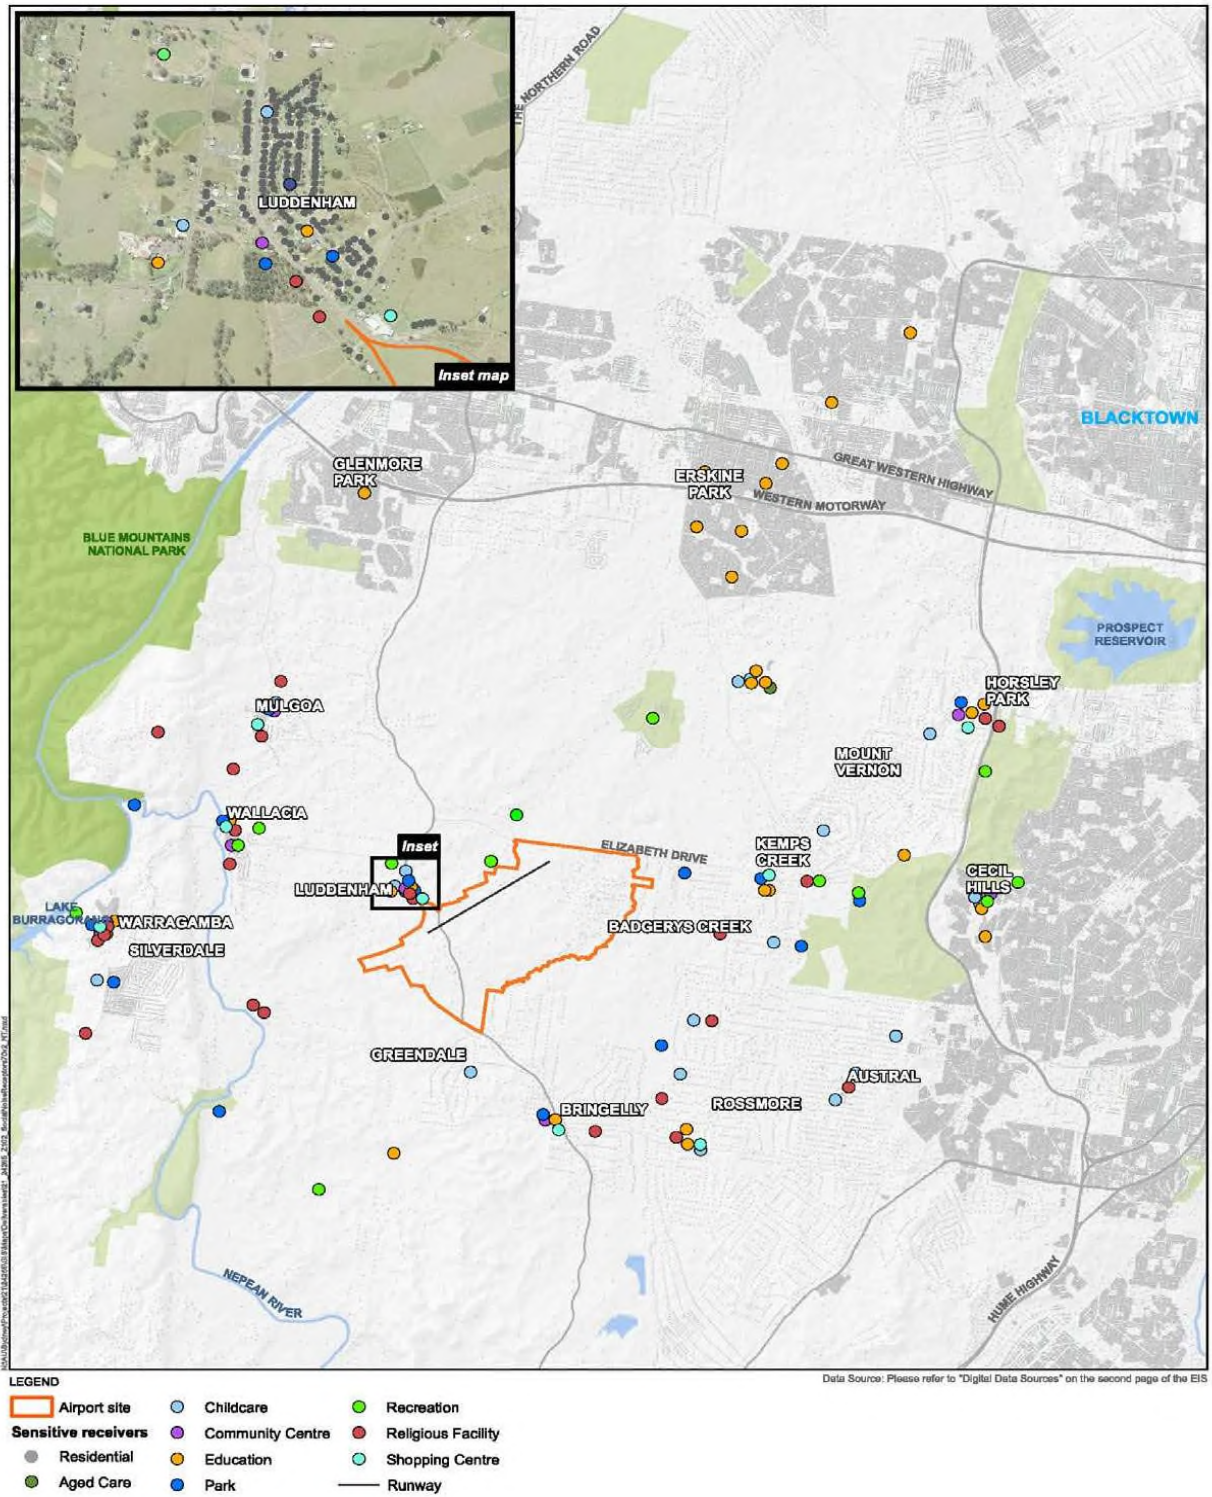 THE NORTHERN ROAD
LUDDENHAM
Inset map
BLACKTOWN
GLENMORE
PARK
ERSKINE
PARK
GREAT WESTERN HIGHWAY
WESTERN MOTORWAY
BLUE MOUNTAINS
NATIONAL PARK
PROSPECT
RESERVOIR
MULGOA
HORSLEY
PARK
MOUNT
VERNON
WALLACIA
Inset
ELIZABETH DRIVE
KEMPS
CREEK
LUDDENHAM
CECIL
HILLS
LAKE
BURRAGORANG
WARRAGAMBA
BADGERYS CREEK
SILVERDALE
GREENDALE
AUSTRAL
BRINGELLY
ROSSMORE
NEPEAN RIVER
HUME HIGHWAY
Data Source: Please refer to "Digital Data Sources" on the second page of the EIS
LEGEND
Airport site
Sensitive receivers
Residential
Aged Care
Childcare
Community Centre
Education
Park
Recreation
Religious Facility
Shopping Centre
Runway